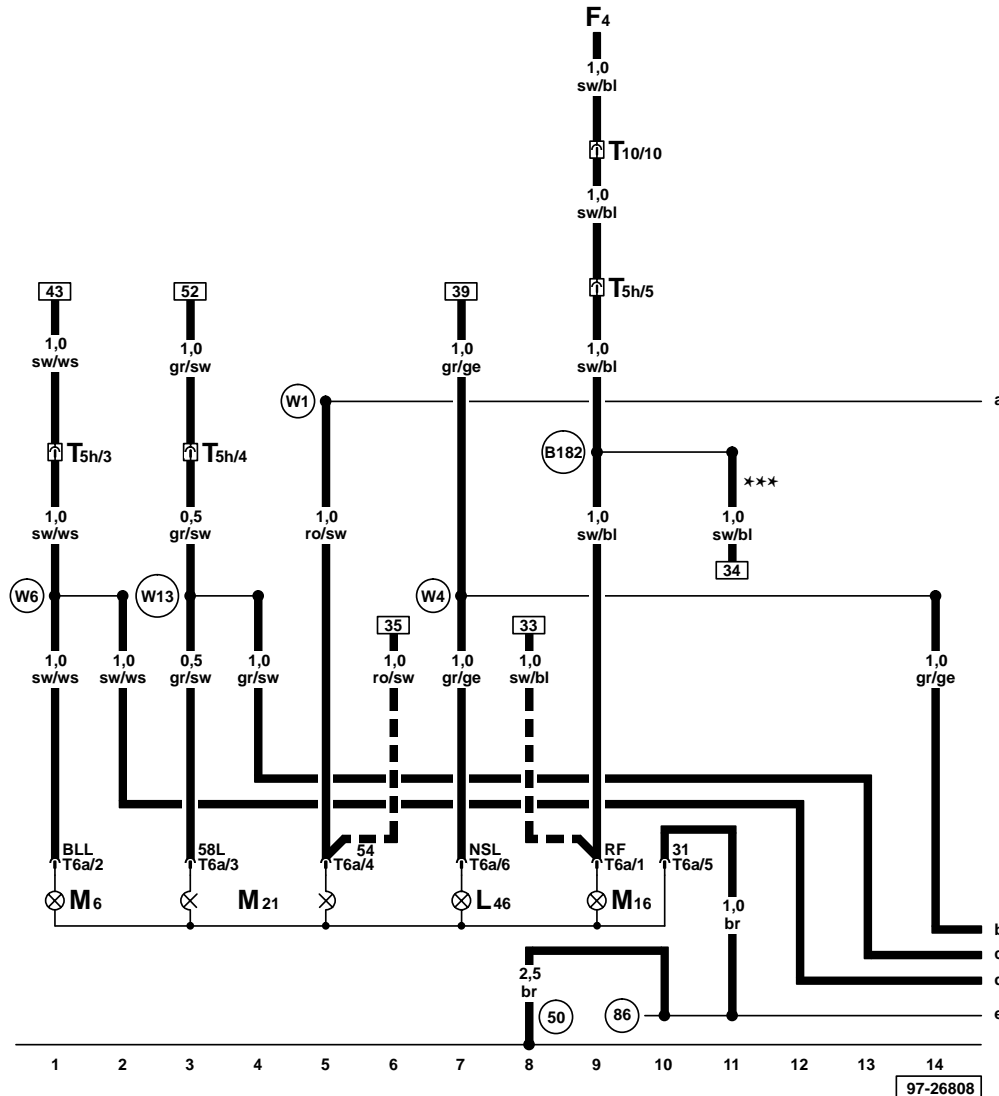 F4
1,0
sw/bl
T10/10
1,0
sw/bl
43
52
39
T5h/5
1,0
sw/ws
1,0
gr/sw
1,0
gr/ge
1,0
sw/bl
W1
a
T5h/3
T5h/4
B182
***
1,0
sw/ws
0,5
gr/sw
1,0
ro/sw
1,0
sw/bl
1,0
sw/bl
34
W6
W13
W4
35
33
1,0
sw/ws
1,0
sw/ws
0,5
gr/sw
1,0
gr/sw
1,0
ro/sw
1,0
gr/ge
1,0
sw/bl
1,0
gr/ge
BLL
T6a/2
58L
T6a/3
54
T6a/4
NSL
T6a/6
RF
T6a/1
31
T6a/5
M6
M21
L46
M16
1,0
br
b
2,5
br
50
86
e
1 2 3 4 5 6 7 8 9 10 11 12 13 14
97-26808